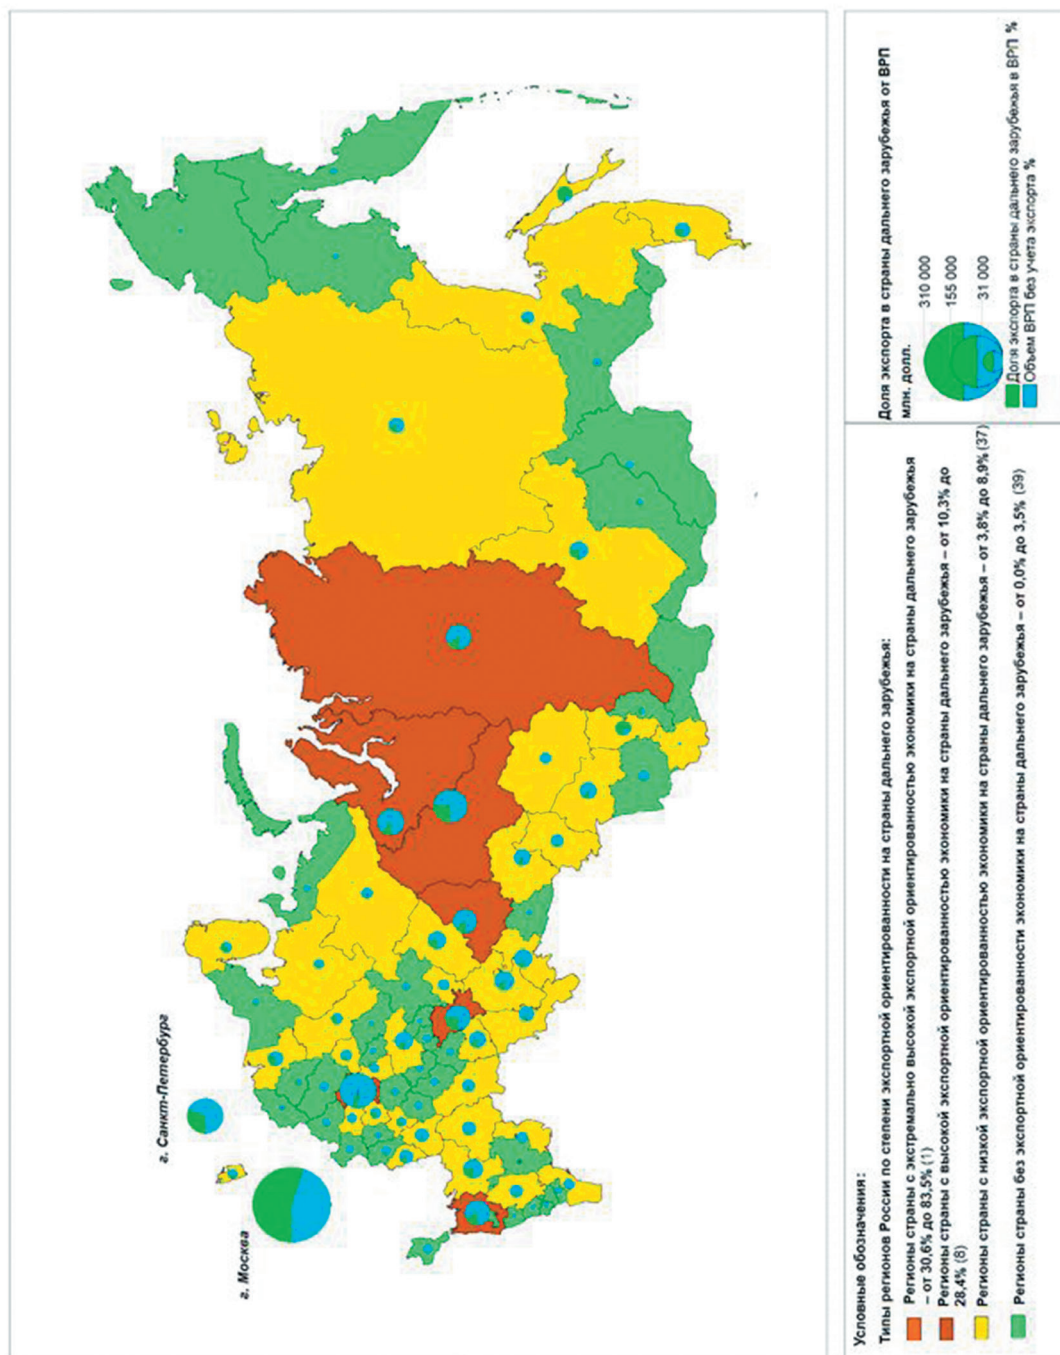 г. Москва
г. Санкт-Петербург
Условные обозначения:
Типы регионов России по степени экспортной ориентированности на страны дальнего зарубежья:
Регионы страны с экстремально высокой экспортной ориентированностью экономики на страны дальнего зарубежья
– от 30,6% до 83,5% (1)
Регионы страны с высокой экспортной ориентированностью экономики на страны дальнего зарубежья – от 10,3% до
28,4% (8)
Регионы страны с низкой экспортной ориентированностью экономики на страны дальнего зарубежья – от 3,8% до 8,9% (37)
Регионы страны без экспортной ориентированности экономики на страны дальнего зарубежья – от 0,0% до 3,5% (39)
Доля экспорта в страны дальнего зарубежья от ВРП
млн. долл.
310 000
155 000
31 000
Доля экспорта в страны дальнего зарубежья в ВРП %
Объем ВРП без учета экспорта %